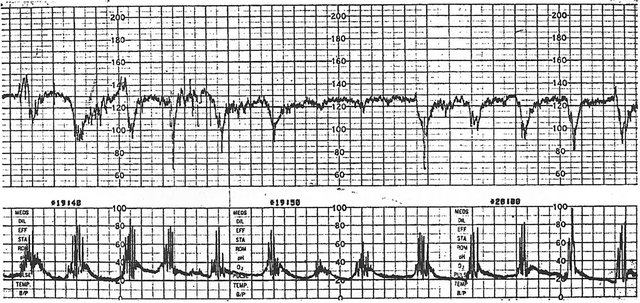 200 200 200
180 180 180
160 160 160
140 140 140
120 120 120
100 100 100
80 80 80
60 60 60
*19140 *19150 *20100
MEDS 100 MEDS 100 MEDS 100
DIL DIL DIL
EFF 80 EFF 80 EFF 80
STA STA STA
ROM 60 ROM 60 ROM 60
pH pH
40 O₂ 40 O₂ 40
20 20 20
TEMP. TEMP. TEMP.
B/P B/P B/P